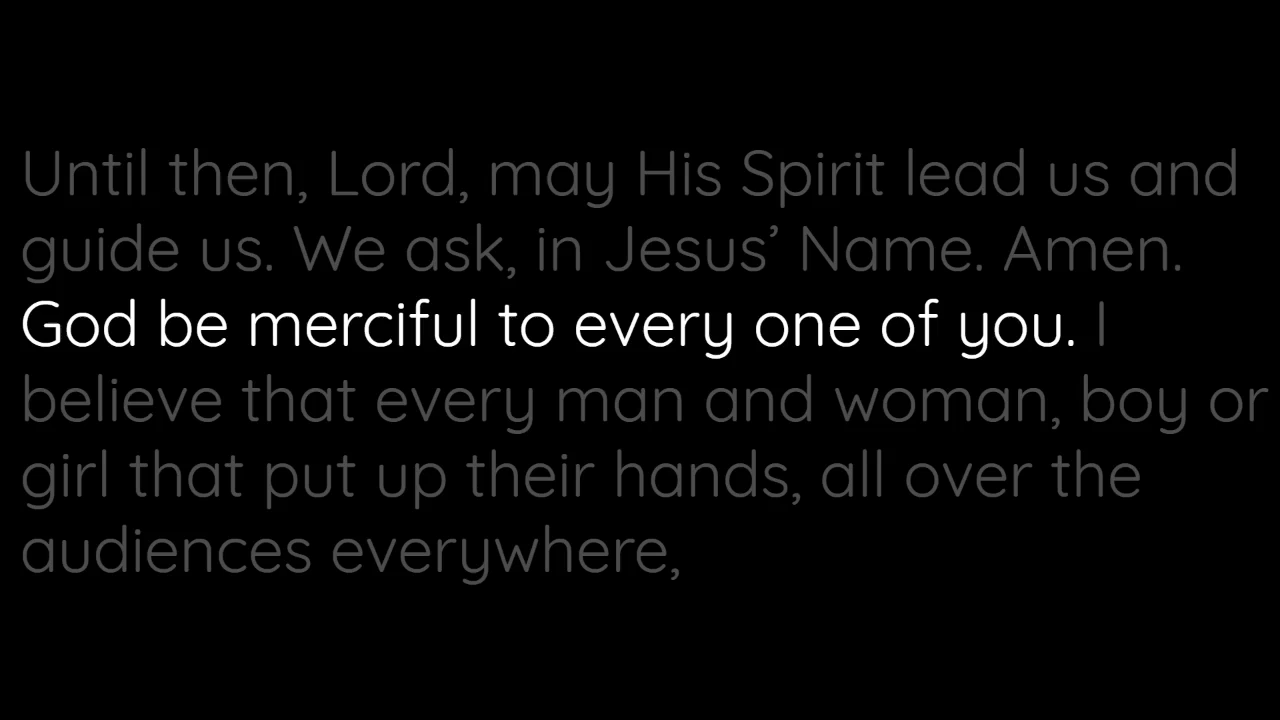 Until then, Lord, may His Spirit lead us and
guide us. We ask, in Jesus’ Name. Amen.
God be merciful to every one of you. I
believe that every man and woman, boy or
girl that put up their hands, all over the
audiences everywhere,